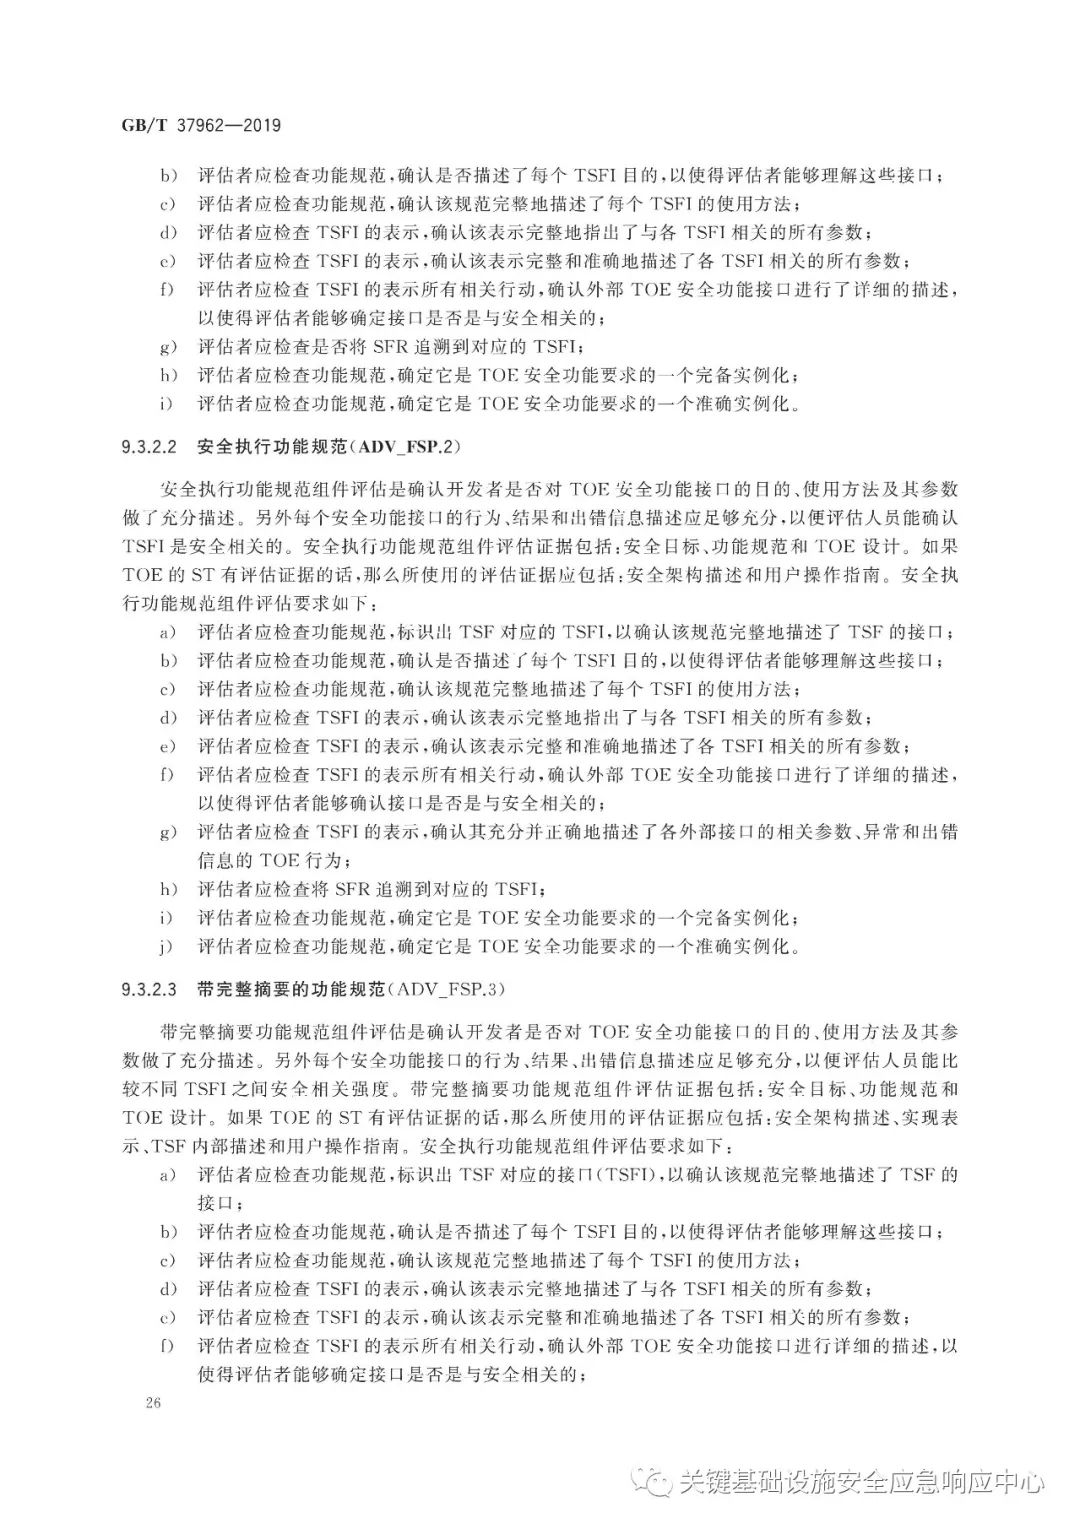 GB/T 37962—2019
b) 评估者应检查功能规范,确认是否描述了每个 TSFI 目的,以使得评估者能够理解这些接口;
c) 评估者应检查功能规范,确认该规范完整地描述了每个 TSFI 的使用方法;
d) 评估者应检查 TSFI 的表示,确认该表示完整地指出了与各 TSFI 相关的所有参数;
e) 评估者应检查 TSFI 的表示,确认该表示完整和准确地描述了各 TSFI 相关的所有参数;
f) 评估者应检查 TSFI 的表示所有相关行动,确认外部 TOE 安全功能接口进行了详细的描述,
以使得评估者能够确定接口是否是与安全相关的;
g) 评估者应检查是否将 SFR 追溯到对应的 TSFI;
h) 评估者应检查功能规范,确定它是 TOE 安全功能要求的一个完备实例化;
i) 评估者应检查功能规范,确定它是 TOE 安全功能要求的一个准确实例化。
9.3.2.2 安全执行功能规范(ADV_FSP.2)
安全执行功能规范组件评估是确认开发者是否对 TOE 安全功能接口的目的、使用方法及其参数
做了充分描述。另外每个安全功能接口的行为、结果和出错信息描述应足够充分,以便评估人员能确认
TSFI 是安全相关的。安全执行功能规范组件评估证据包括:安全目标、功能规范和 TOE 设计。如果
TOE 的 ST 有评估证据的话,那么所使用的评估证据应包括:安全架构描述和用户操作指南。安全执
行功能规范组件评估要求如下:
a) 评估者应检查功能规范,标识出 TSF 对应的 TSFI,以确认该规范完整地描述了 TSF 的接口;
b) 评估者应检查功能规范,确认是否描述了每个 TSFI 目的,以使得评估者能够理解这些接口;
c) 评估者应检查功能规范,确认该规范完整地描述了每个 TSFI 的使用方法;
d) 评估者应检查 TSFI 的表示,确认该表示完整地指出了与各 TSFI 相关的所有参数;
e) 评估者应检查 TSFI 的表示,确认该表示完整和准确地描述了各 TSFI 相关的所有参数;
f) 评估者应检查 TSFI 的表示所有相关行动,确认外部 TOE 安全功能接口进行了详细的描述,
以使得评估者能够确认接口是否是与安全相关的;
g) 评估者应检查 TSFI 的表示,确认其充分并正确地描述了各外部接口的相关参数、异常和出错
信息的 TOE 行为;
h) 评估者应检查将 SFR 追溯到对应的 TSFI;
i) 评估者应检查功能规范,确定它是 TOE 安全功能要求的一个完备实例化;
j) 评估者应检查功能规范,确定它是 TOE 安全功能要求的一个准确实例化。
9.3.2.3 带完整摘要的功能规范(ADV_FSP.3)
带完整摘要功能规范组件评估是确认开发者是否对 TOE 安全功能接口的目的、使用方法及其参
数做了充分描述。另外每个安全功能接口的行为、结果、出错信息描述应足够充分,以便评估人员能比
较不同 TSFI 之间安全相关强度。带完整摘要功能规范组件评估证据包括:安全目标、功能规范和
TOE 设计。如果 TOE 的 ST 有评估证据的话,那么所使用的评估证据应包括:安全架构描述、实现表
示、TSF 内部描述和用户操作指南。安全执行功能规范组件评估要求如下:
a) 评估者应检查功能规范,标识出 TSF 对应的接口(TSFI),以确认该规范完整地描述了 TSF 的
接口;
b) 评估者应检查功能规范,确认是否描述了每个 TSFI 目的,以使得评估者能够理解这些接口;
c) 评估者应检查功能规范,确认该规范完整地描述了每个 TSFI 的使用方法;
d) 评估者应检查 TSFI 的表示,确认该表示完整地描述了与各 TSFI 相关的所有参数;
e) 评估者应检查 TSFI 的表示,确认该表示完整和准确地描述了各 TSFI 相关的所有参数;
f) 评估者应检查 TSFI 的表示所有相关行动,确认外部 TOE 安全功能接口进行详细的描述,以
使得评估者能够确定接口是否是与安全相关的;
26
关键基础设施安全应急响应中心